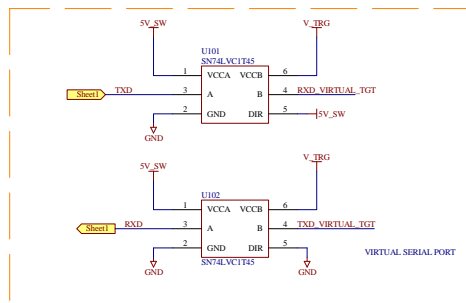 5V_SW
V_TRG
U101
SN74LVC1T45
1 VCCA VCCB 6
Sheet1 TXD 3 A B 4 RXD_VIRTUAL_TGT
2 GND DIR 5 5V_SW
GND
5V_SW
V_TRG
U102
1 VCCA VCCB 6
Sheet1 RXD 3 A B 4 TXD_VIRTUAL_TGT
2 GND DIR 5
VIRTUAL SERIAL PORT
SN74LVC1T45
GND GND